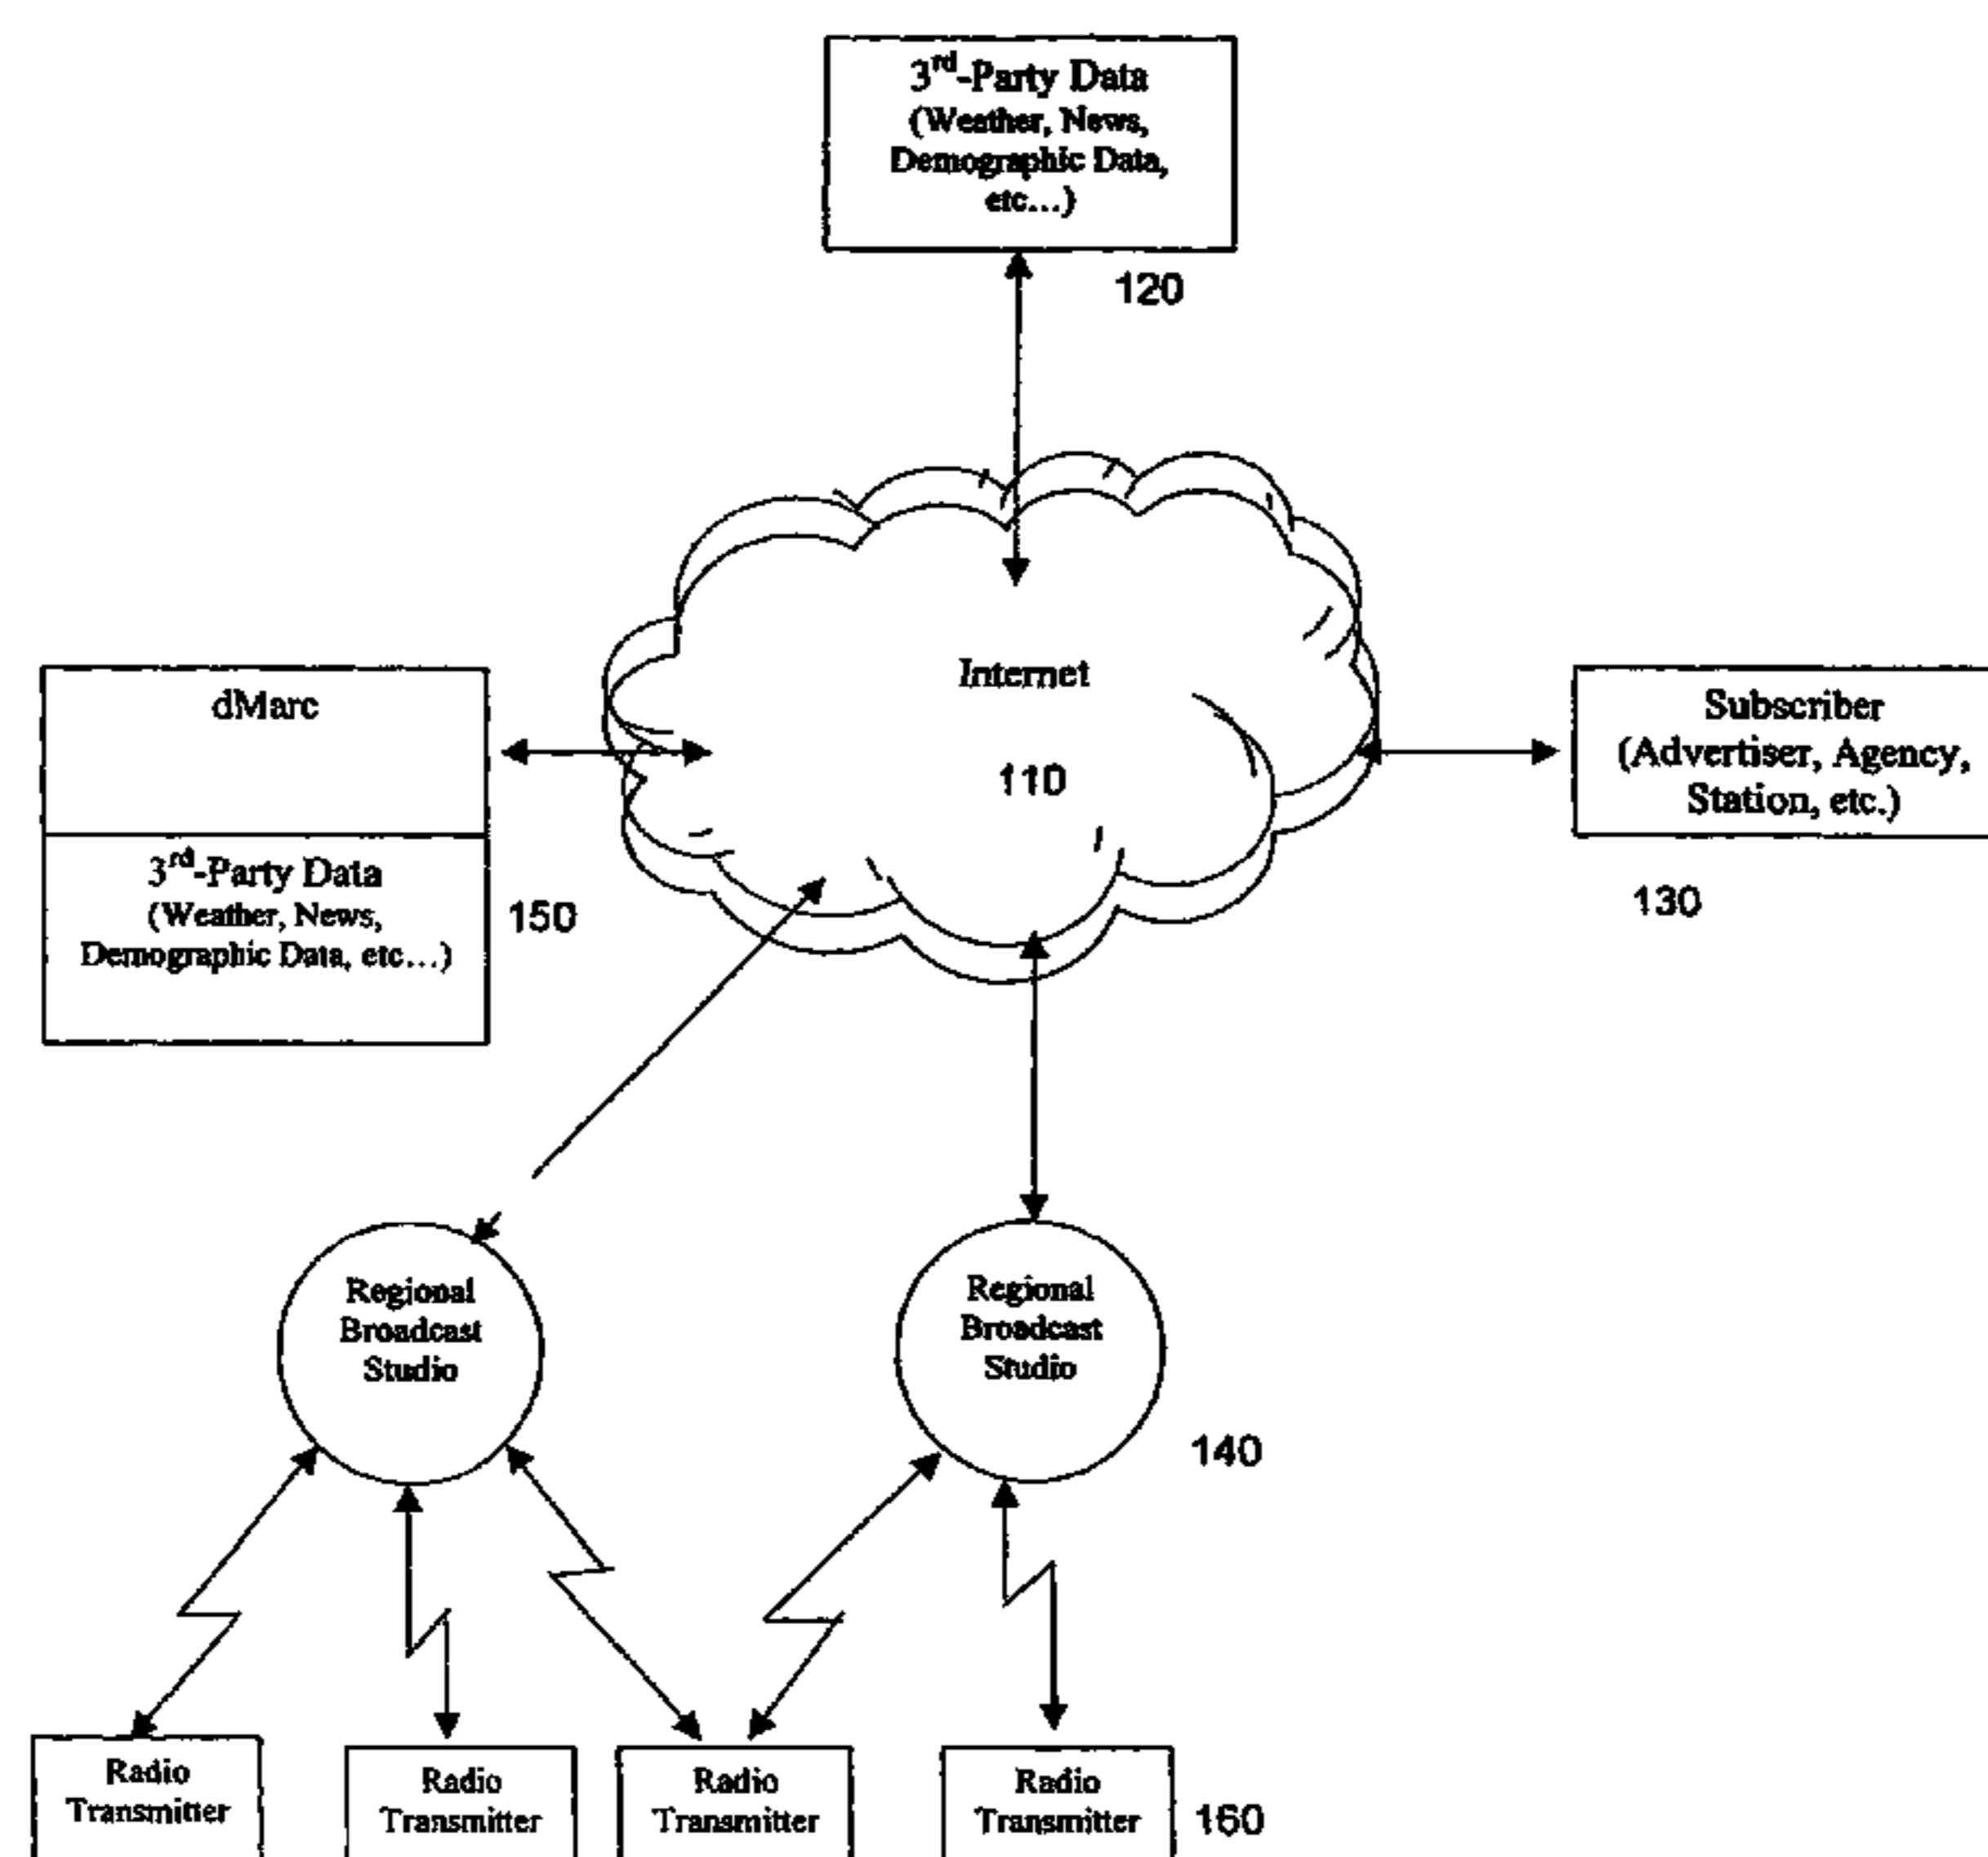 3rd-Party Data
(Weather, News,
Demographic Data,
etc...)
120
Internet
110
dMarc
3rd-Party Data
(Weather, News,
Demographic Data, etc...)
150
Subscriber
(Advertiser, Agency,
Station, etc.)
130
Regional
Broadcast
Studio
Regional
Broadcast
Studio
140
Radio
Transmitter
Radio
Transmitter
Radio
Transmitter
Radio
Transmitter
160